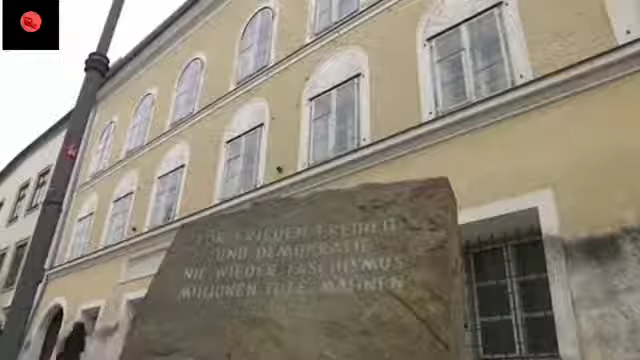 FÜR FRIEDEN FREIHEIT
UND DEMOKRATIE
NIE WIEDER FASCHISMUS
MILLIONEN TOTE MAHNEN